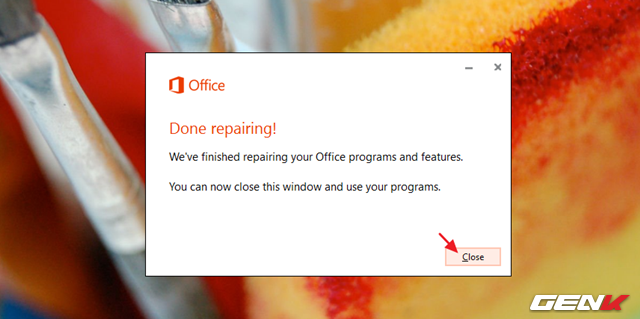 Office
Done repairing!
We've finished repairing your Office programs and features.
You can now close this window and use your programs.
Close
GENK